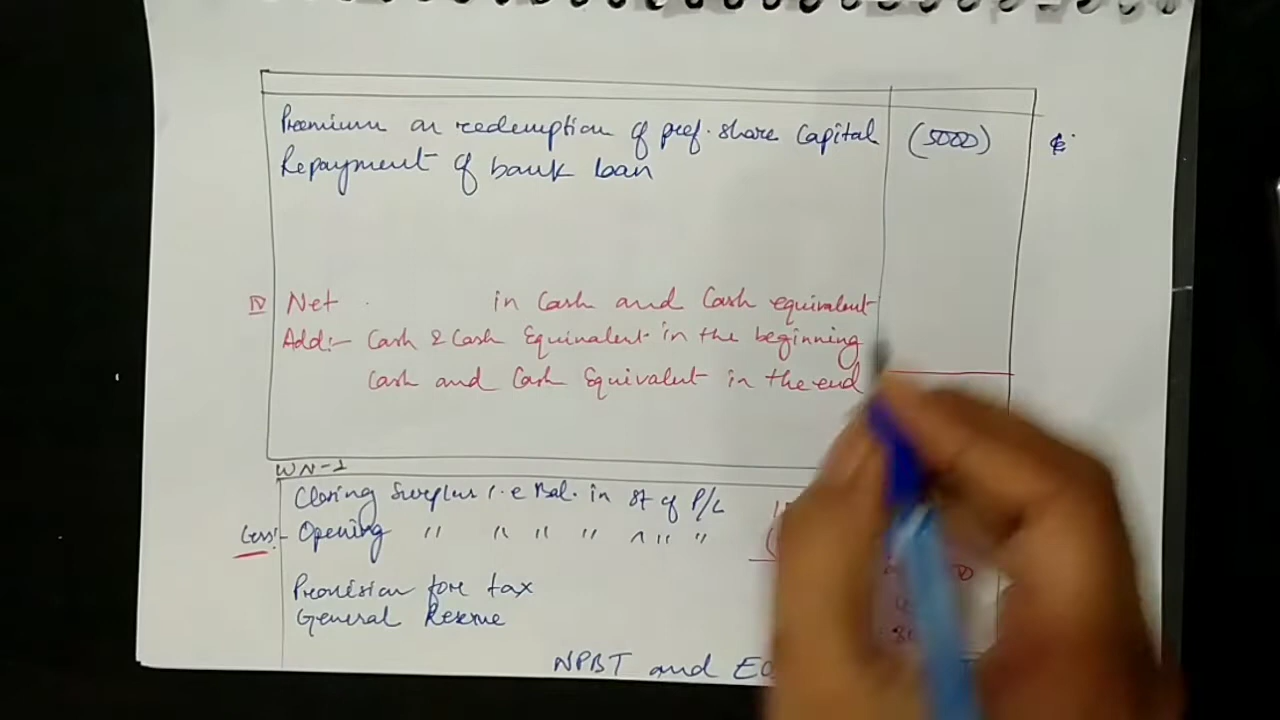 Premium on redemption of pref. share Capital (5000)
Repayment of bank loan
IV Net in Cash and Cash equivalent
Add:- Cash & Cash Equivalent in the beginning
Cash and Cash Equivalent in the end
WN-1
Closing Surplus i.e Bal. in St of P/L
Less:- Opening " " " " " " "
Provision for tax
General Reserve
NPBT and